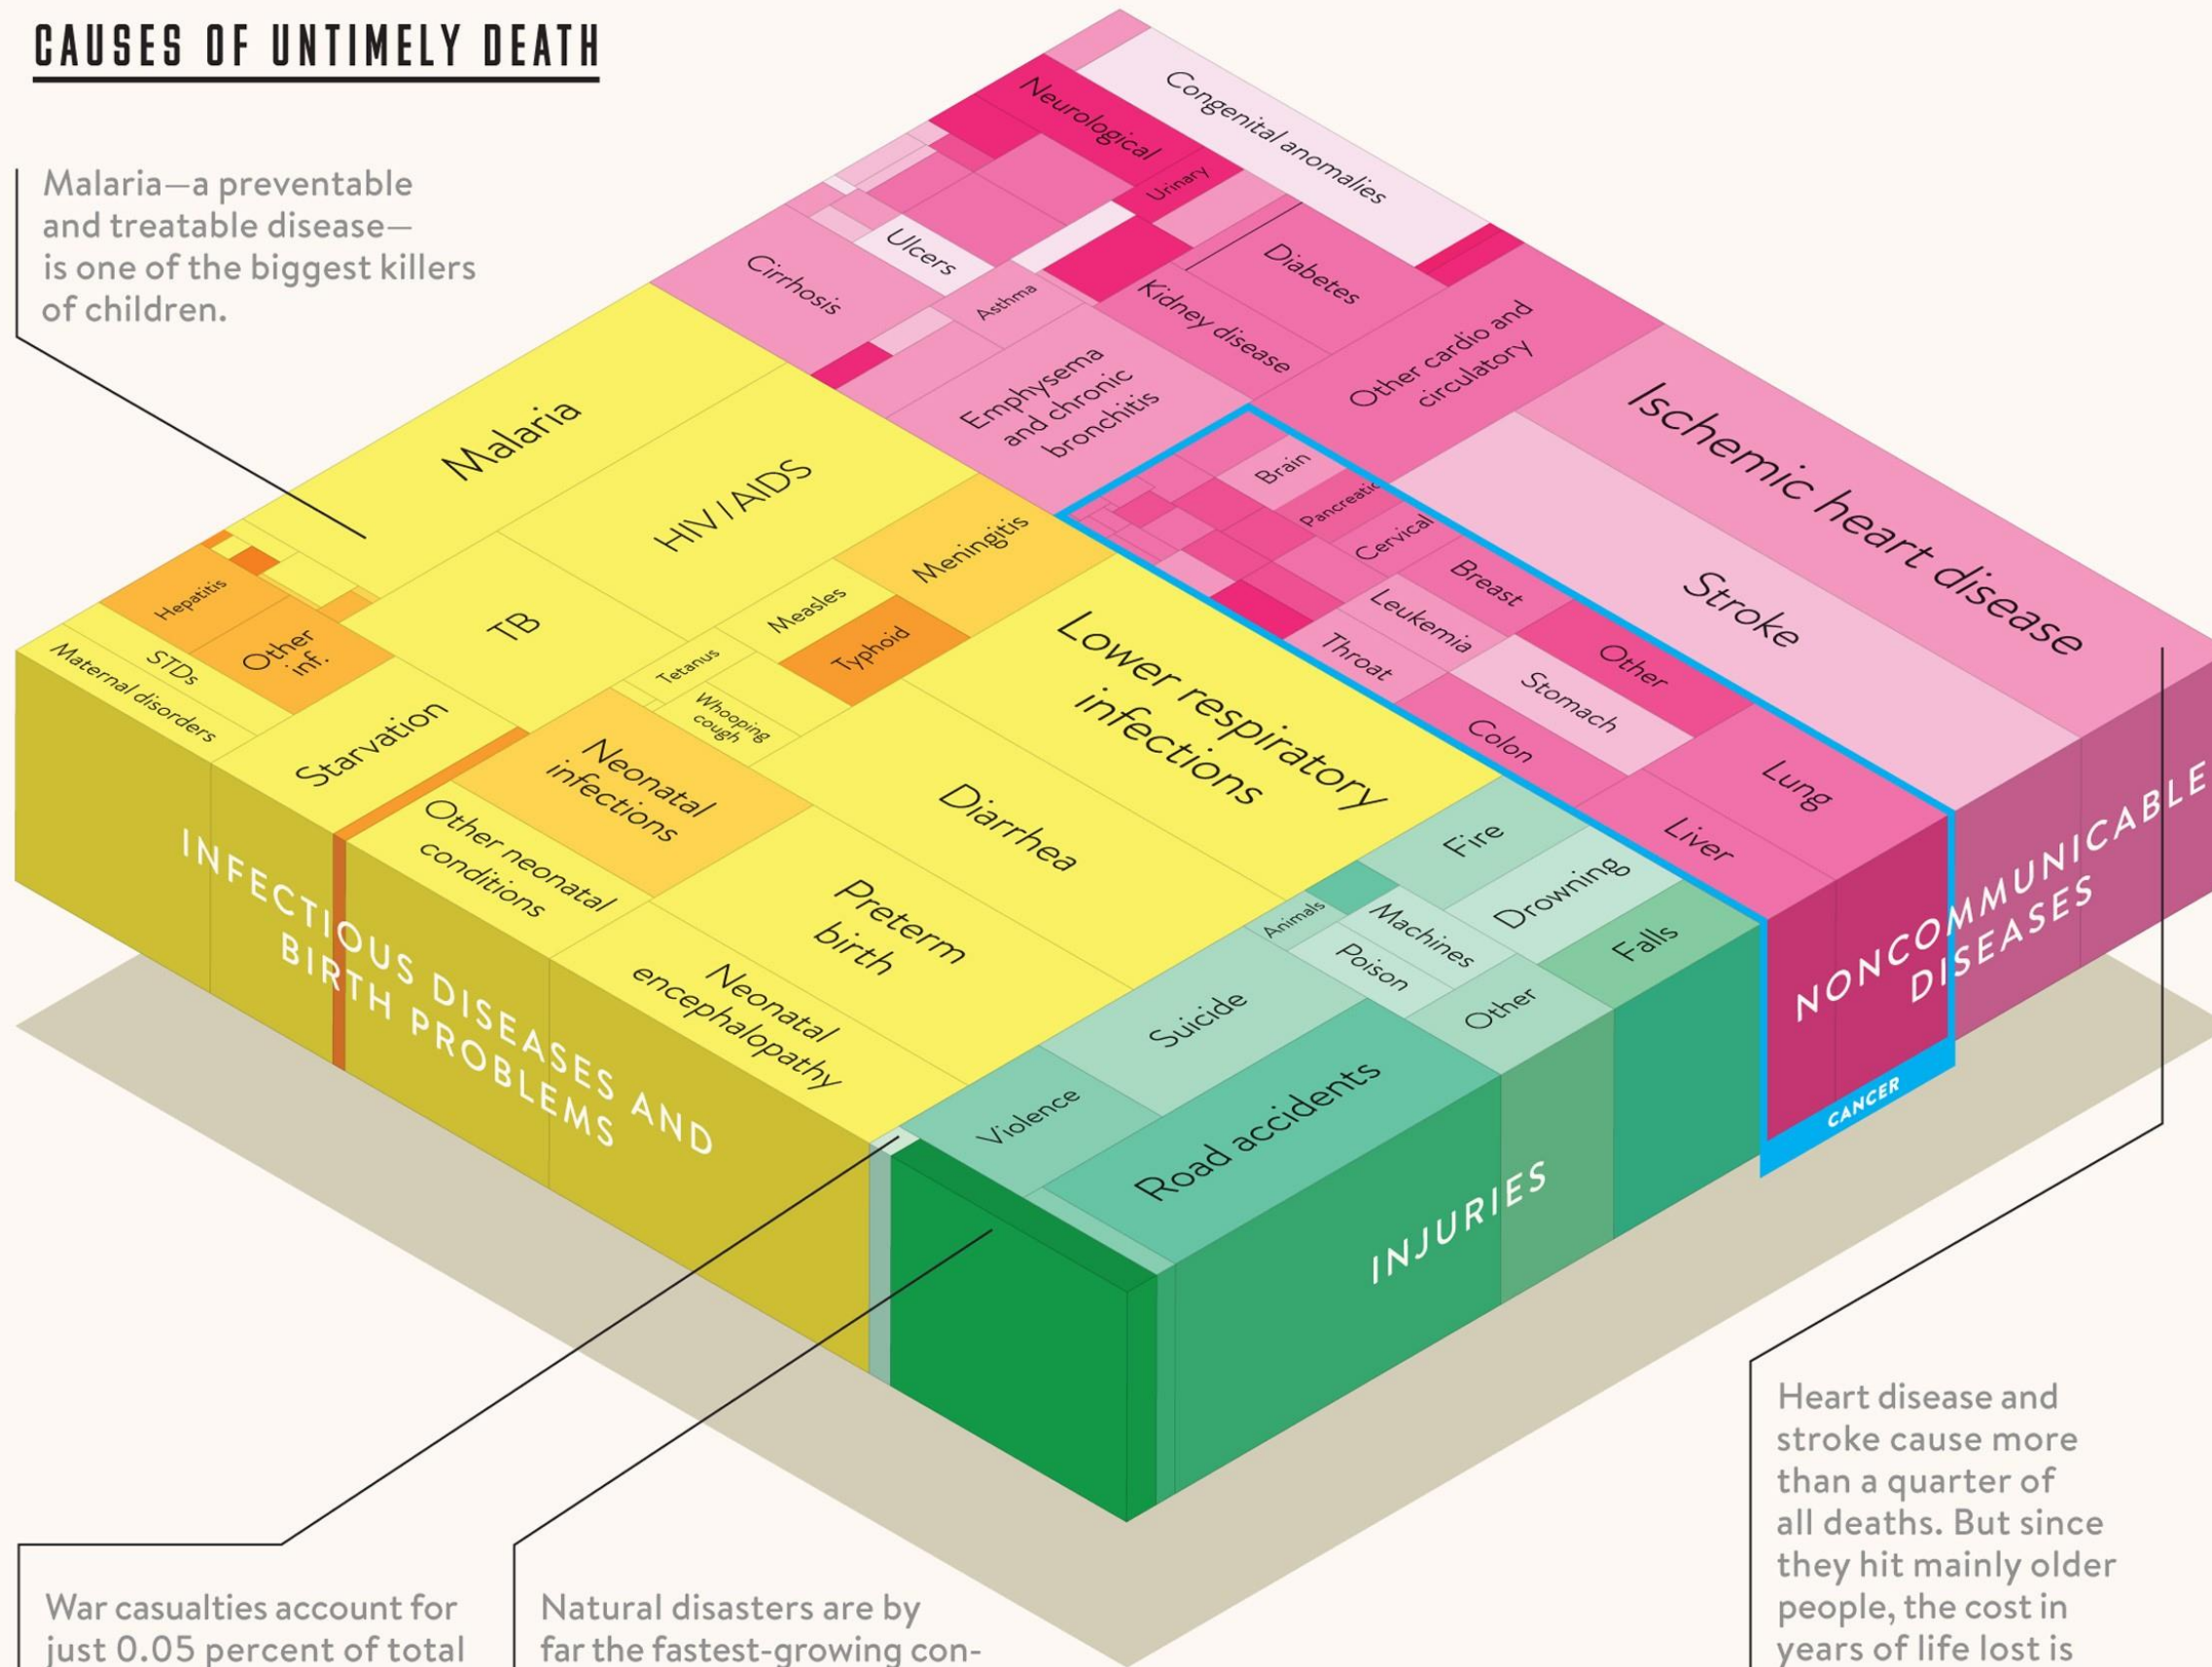 CAUSES OF UNTIMELY DEATH
Malaria—a preventable
and treatable disease—
is one of the biggest killers
of children.
Congenital anomalies
Neurological
Urinary
Ulcers
Cirrhosis
Asthma
Diabetes
Kidney disease
Emphysema
and chronic
bronchitis
Other cardio and
circulatory
Ischemic heart disease
Stroke
Brain
Pancreatic
Cervical
Breast
Leukemia
Other
Throat
Stomach
Colon
Lung
Liver
Malaria
HIV/AIDS
Meningitis
Measles
Typhoid
TB
Tetanus
Whooping
cough
Hepatitis
Other
inf.
STDs
Maternal disorders
Starvation
Neonatal
infections
Other neonatal
conditions
Lower respiratory
infections
Diarrhea
Preterm
birth
Neonatal
encephalopathy
Fire
Drowning
Animals
Machines
Poison
Falls
Other
Suicide
Violence
Road accidents
INFECTIOUS DISEASES AND
BIRTH PROBLEMS
INJURIES
NONCOMMUNICABLE
DISEASES
CANCER
War casualties account for
just 0.05 percent of total
Natural disasters are by
far the fastest-growing con-
Heart disease and
stroke cause more
than a quarter of
all deaths. But since
they hit mainly older
people, the cost in
years of life lost is